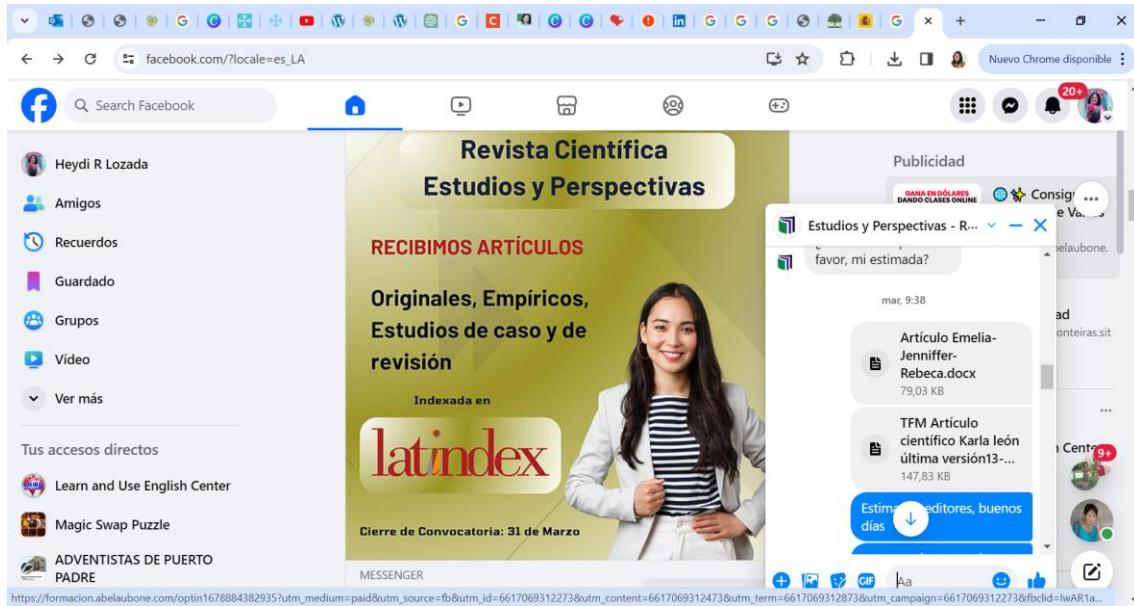 facebook.com/?locale=es_LA
Nuevo Chrome disponible
Search Facebook
20+
Heydi R Lozada
Amigos
Recuerdos
Guardado
Grupos
Vídeo
Ver más
Tus accesos directos
Learn and Use English Center
Magic Swap Puzzle
ADVENTISTAS DE PUERTO
PADRE
Revista Científica
Estudios y Perspectivas
RECIBIMOS ARTÍCULOS
Originales, Empíricos,
Estudios de caso y de
revisión
Indexada en
latindex
Cierre de Convocatoria: 31 de Marzo
MESSENGER
Publicidad
GANA EN DÓLARES
DANDO CLASES ONLINE
Estudios y Perspectivas - R...
favor, mi estimada?
mar, 9:38
Artículo Emelia-
Jenniffer-
Rebeca.docx
79,03 KB
TFM Artículo
científico Karla león
última versión13-...
147,83 KB
editores, buenos
días
GIF
Aa
9+
https://formacion.abelaubone.com/optin1678884382935?utm_medium=paid&utm_source=fb&utm_id=6617069312273&utm_content=6617069312473&utm_term=6617069312873&utm_campaign=6617069312273&fbclid=IwAR1a...